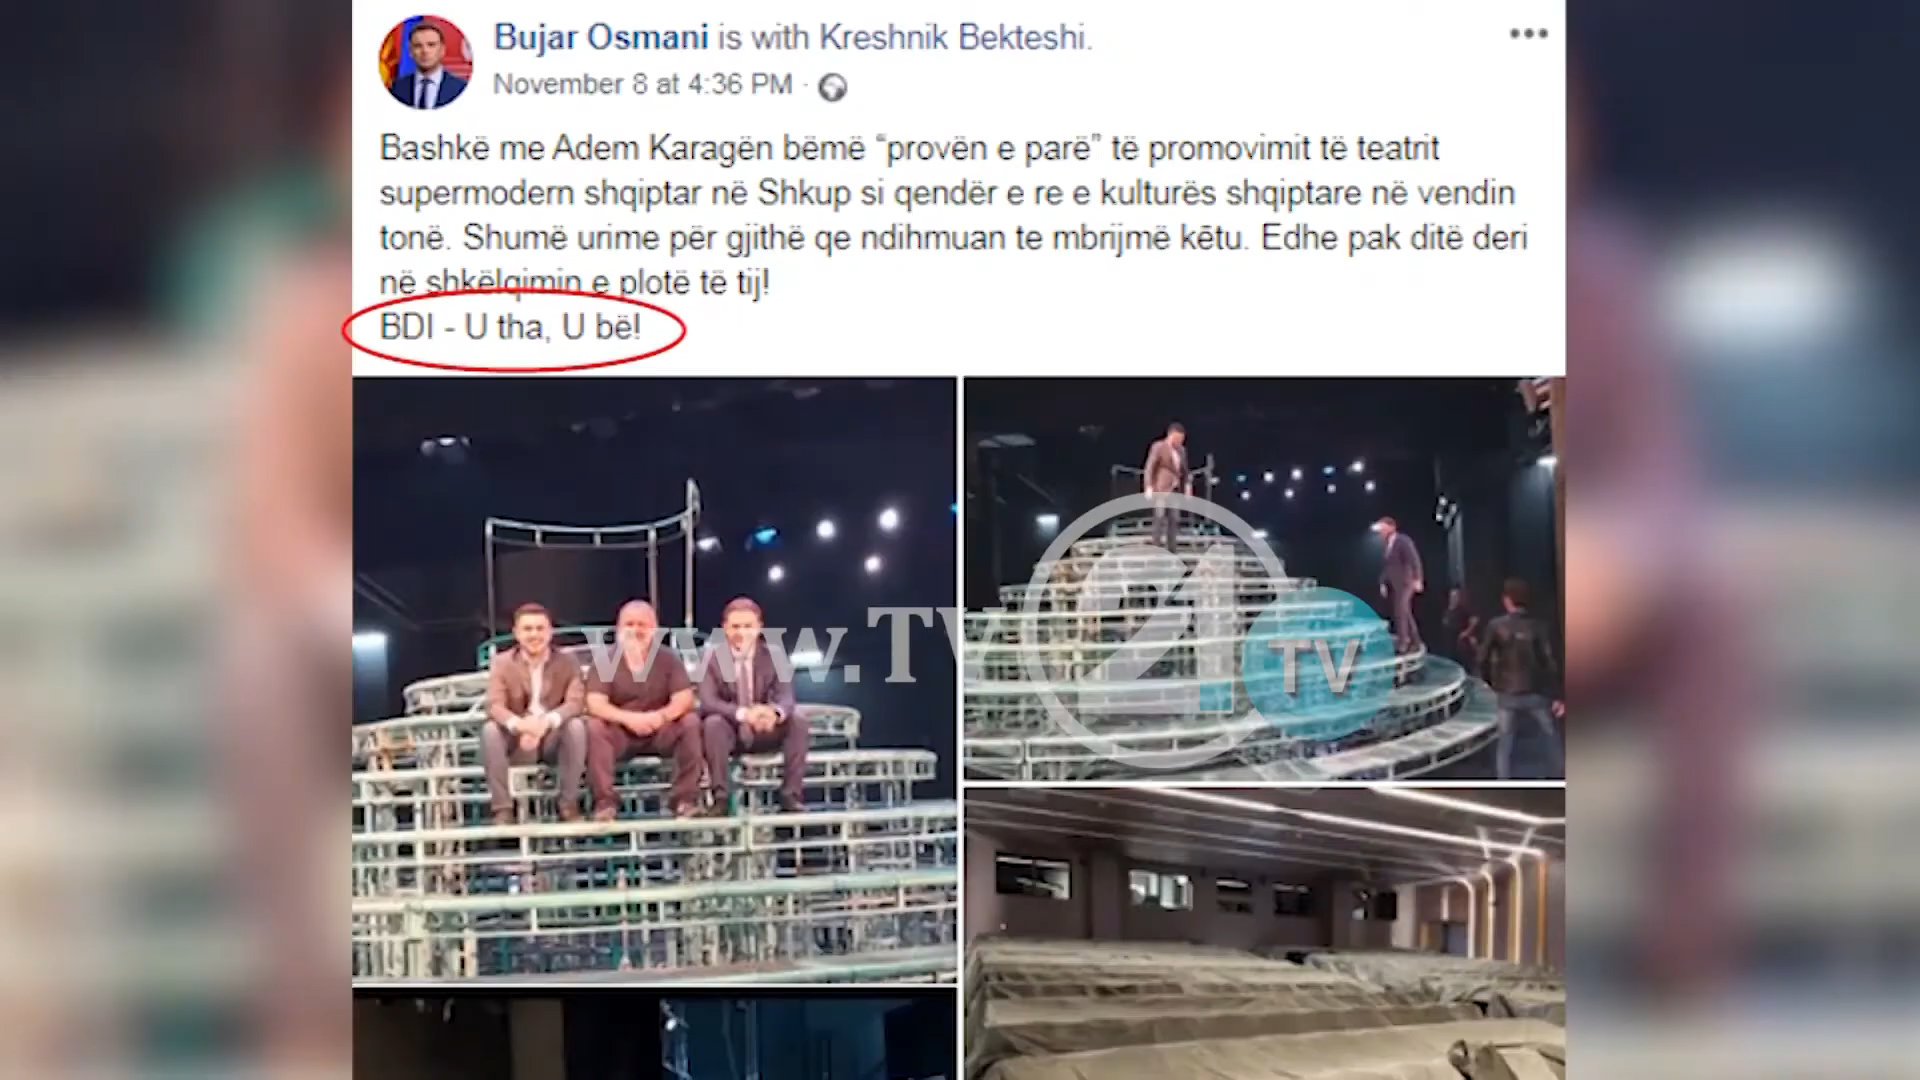 Bujar Osmani is with Kreshnik Bekteshi.
November 8 at 4:36 PM ·
Bashkë me Adem Karagën bëmë “provën e parë” të promovimit të teatrit
supermodern shqiptar në Shkup si qendër e re e kulturës shqiptare në vendin
tonë. Shumë urime për gjithë qe ndihmuan te mbrijmë kētu. Edhe pak ditë deri
në shkëlqimin e plotë të tij!
BDI - U tha, U bë!
www.TV
21
TV